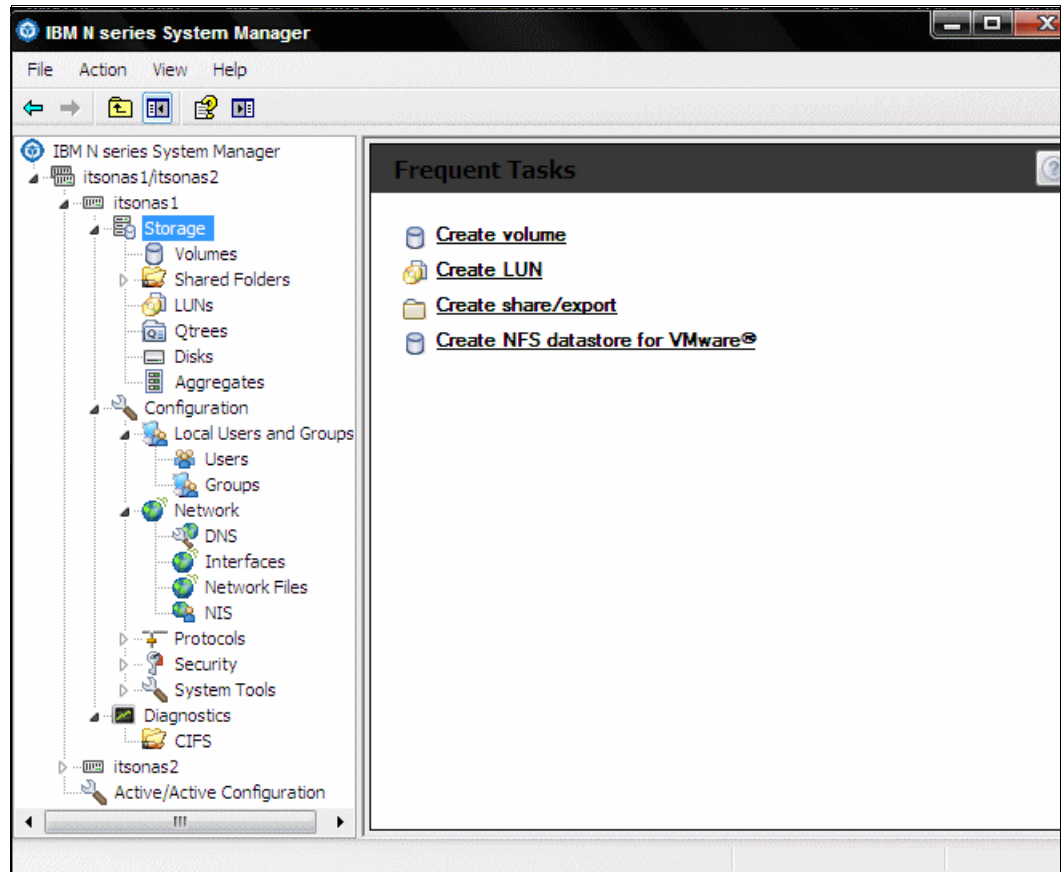 IBM N series System Manager
File Action View Help
IBM N series System Manager
itsonas1/itsonas2
itsonas1
Storage
Volumes
Shared Folders
LUNs
Qtrees
Disks
Aggregates
Configuration
Local Users and Groups
Users
Groups
Network
DNS
Interfaces
Network Files
NIS
Protocols
Security
System Tools
Diagnostics
CIFS
itsonas2
Active/Active Configuration
Frequent Tasks
Create volume
Create LUN
Create share/export
Create NFS datastore for VMware®